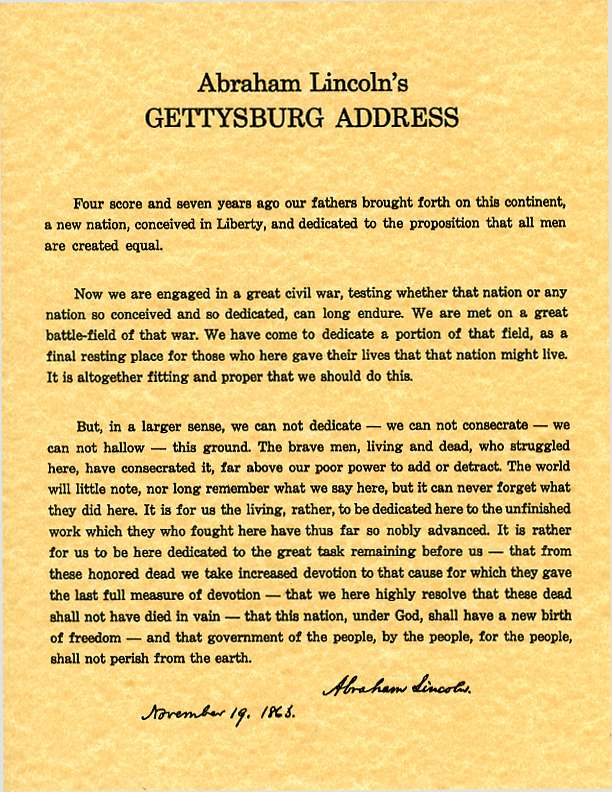 Abraham Lincoln's
GETTYSBURG ADDRESS
Four score and seven years ago our fathers brought forth on this continent,
a new nation, conceived in Liberty, and dedicated to the proposition that all men
are created equal.
Now we are engaged in a great civil war, testing whether that nation or any
nation so conceived and so dedicated, can long endure. We are met on a great
battle-field of that war. We have come to dedicate a portion of that field, as a
final resting place for those who here gave their lives that that nation might live.
It is altogether fitting and proper that we should do this.
But, in a larger sense, we can not dedicate — we can not consecrate — we
can not hallow — this ground. The brave men, living and dead, who struggled
here, have consecrated it, far above our poor power to add or detract. The world
will little note, nor long remember what we say here, but it can never forget what
they did here. It is for us the living, rather, to be dedicated here to the unfinished
work which they who fought here have thus far so nobly advanced. It is rather
for us to be here dedicated to the great task remaining before us — that from
these honored dead we take increased devotion to that cause for which they gave
the last full measure of devotion — that we here highly resolve that these dead
shall not have died in vain — that this nation, under God, shall have a new birth
of freedom — and that government of the people, by the people, for the people,
shall not perish from the earth.
Abraham Lincoln.
November 19. 1863.